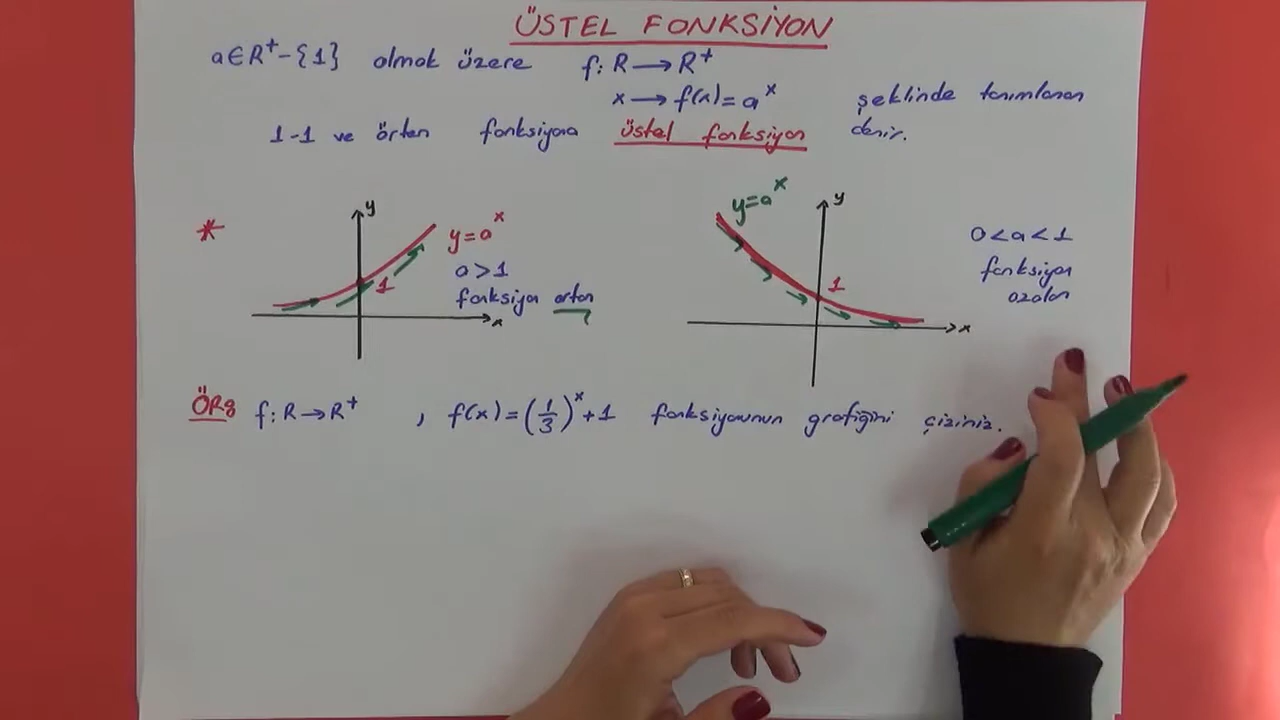 ÜSTEL FONKSİYON
a∈R⁺-{1} olmak üzere f: R→R⁺
x→f(x)=aˣ şeklinde tanımlanan
1-1 ve örten fonksiyona üstel fonksiyon denir.
* y y=aˣ
a>1
1 fonksiyon artan
x
y=aˣ y
0<a<1
fonksiyon
azalan
1
x
ÖRǧ f: R→R⁺ , f(x)=(1/3)ˣ+1 fonksiyonunun grafiğini çiziniz.